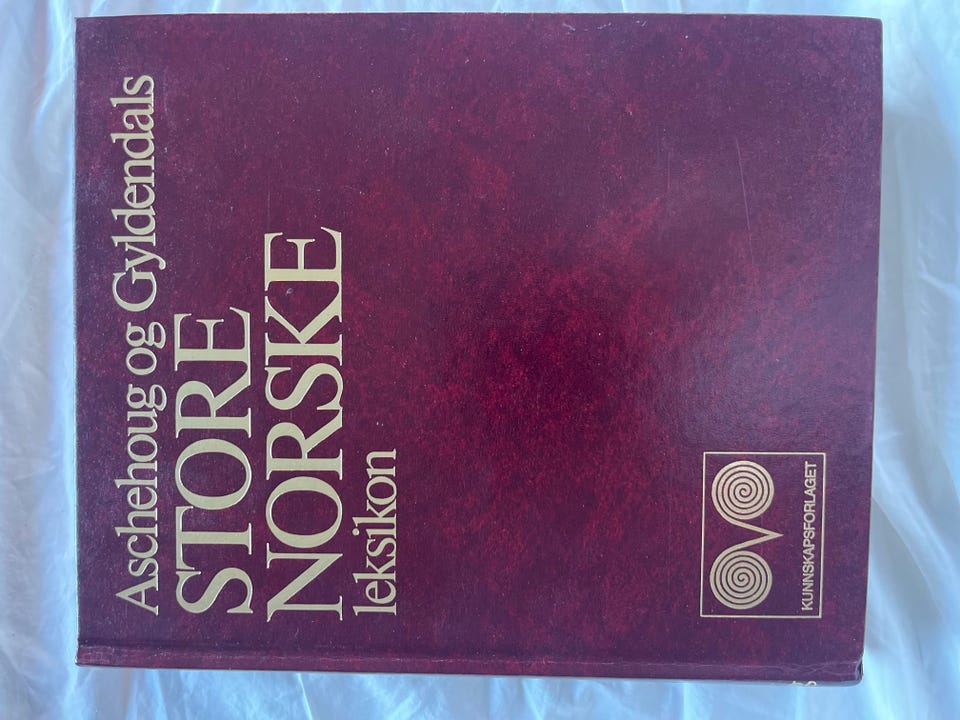 Aschehoug og Gyldendals
STORE
NORSKE
leksikon
KUNNSKAPSFORLAGET